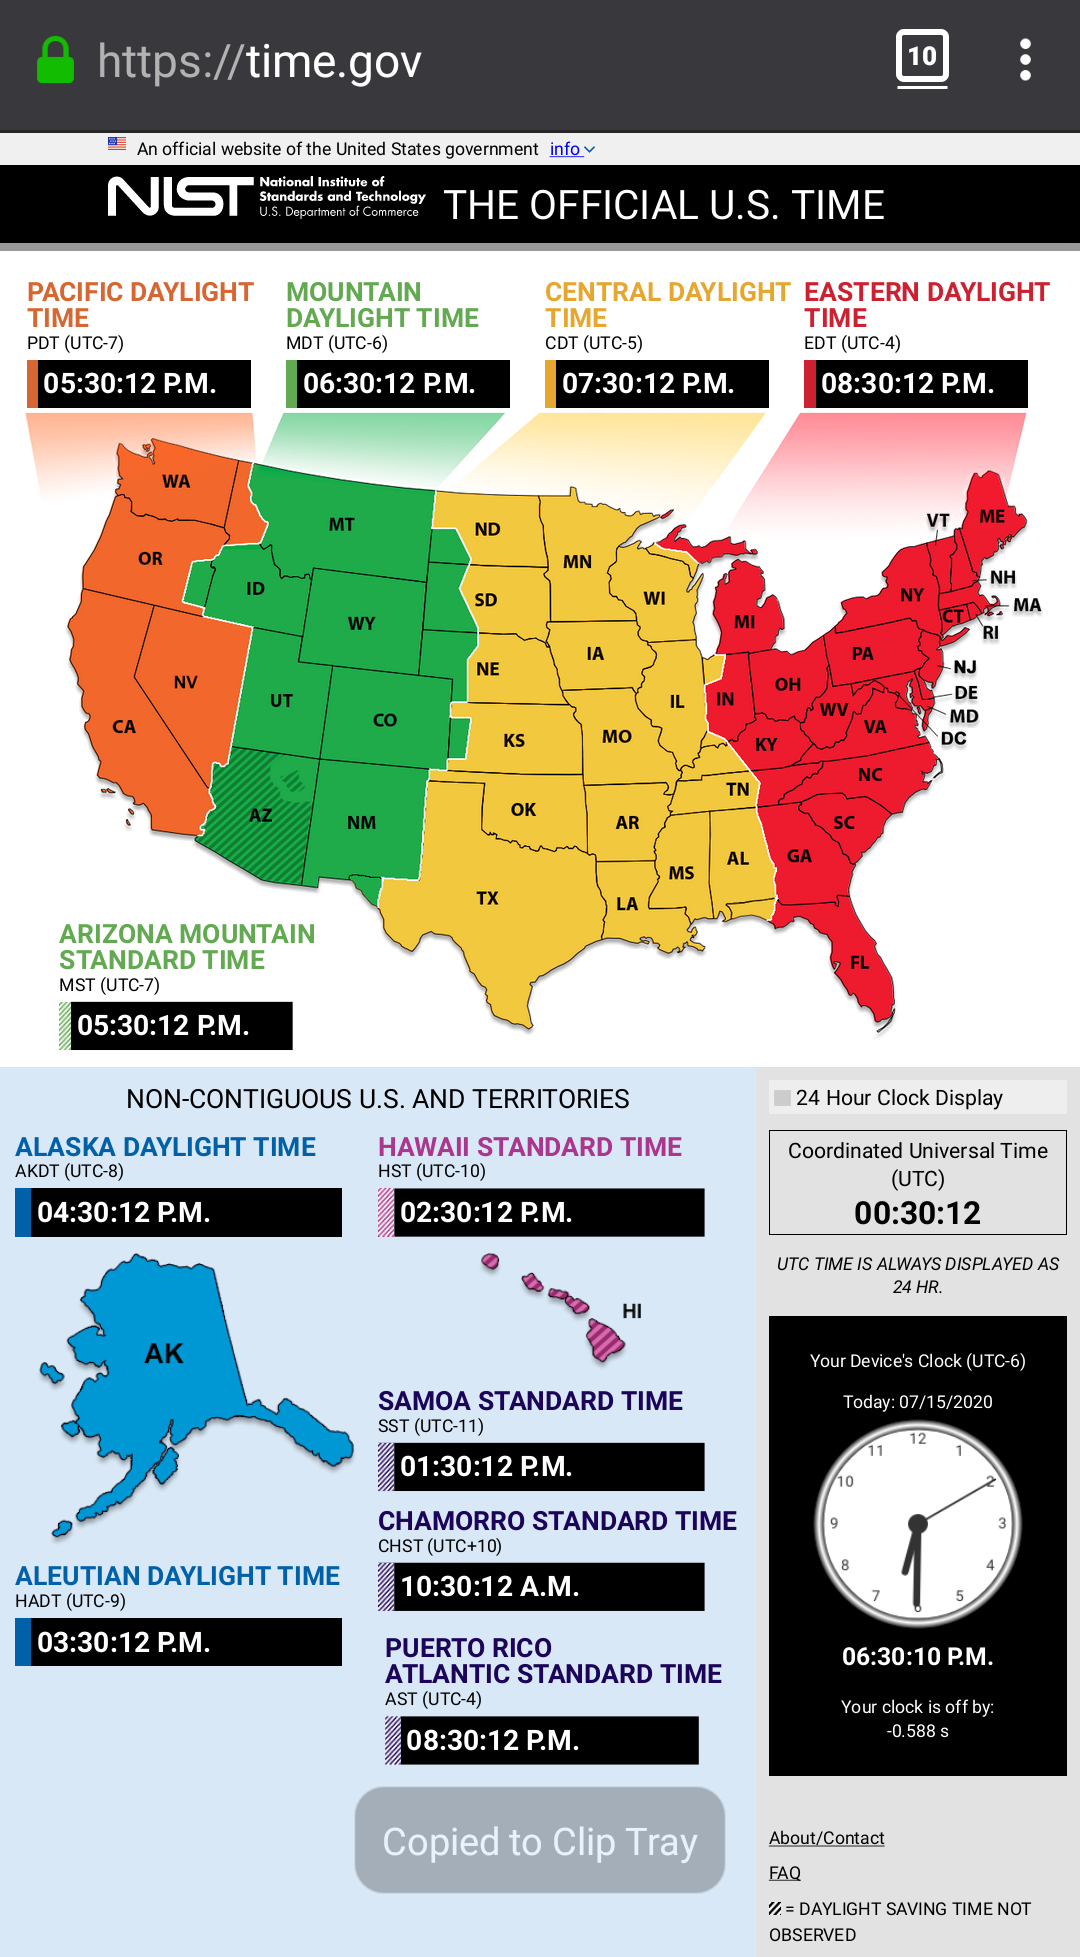 https://time.gov
10
An official website of the United States government info
NIST
National Institute of
Standards and Technology
U.S. Department of Commerce
THE OFFICIAL U.S. TIME
PACIFIC DAYLIGHT
TIME
PDT (UTC-7)
05:30:12 P.M.
MOUNTAIN
DAYLIGHT TIME
MDT (UTC-6)
06:30:12 P.M.
CENTRAL DAYLIGHT
TIME
CDT (UTC-5)
07:30:12 P.M.
EASTERN DAYLIGHT
TIME
EDT (UTC-4)
08:30:12 P.M.
WA
OR
CA
NV
ID
MT
WY
UT
CO
AZ
NM
ND
SD
NE
KS
OK
TX
MN
IA
MO
AR
LA
WI
IL
MS
AL
TN
MI
IN
OH
KY
WV
VA
PA
NY
VT
ME
NH
MA
CT
RI
NJ
DE
MD
DC
NC
SC
GA
FL
ARIZONA MOUNTAIN
STANDARD TIME
MST (UTC-7)
05:30:12 P.M.
NON-CONTIGUOUS U.S. AND TERRITORIES
ALASKA DAYLIGHT TIME
AKDT (UTC-8)
04:30:12 P.M.
AK
ALEUTIAN DAYLIGHT TIME
HADT (UTC-9)
03:30:12 P.M.
HAWAII STANDARD TIME
HST (UTC-10)
02:30:12 P.M.
HI
SAMOA STANDARD TIME
SST (UTC-11)
01:30:12 P.M.
CHAMORRO STANDARD TIME
CHST (UTC+10)
10:30:12 A.M.
PUERTO RICO
ATLANTIC STANDARD TIME
AST (UTC-4)
08:30:12 P.M.
Copied to Clip Tray
24 Hour Clock Display
Coordinated Universal Time
(UTC)
00:30:12
UTC TIME IS ALWAYS DISPLAYED AS
24 HR.
Your Device's Clock (UTC-6)
Today: 07/15/2020
12
1
2
3
4
5
6
7
8
9
10
11
06:30:10 P.M.
Your clock is off by:
-0.588 s
About/Contact
FAQ
= DAYLIGHT SAVING TIME NOT
OBSERVED